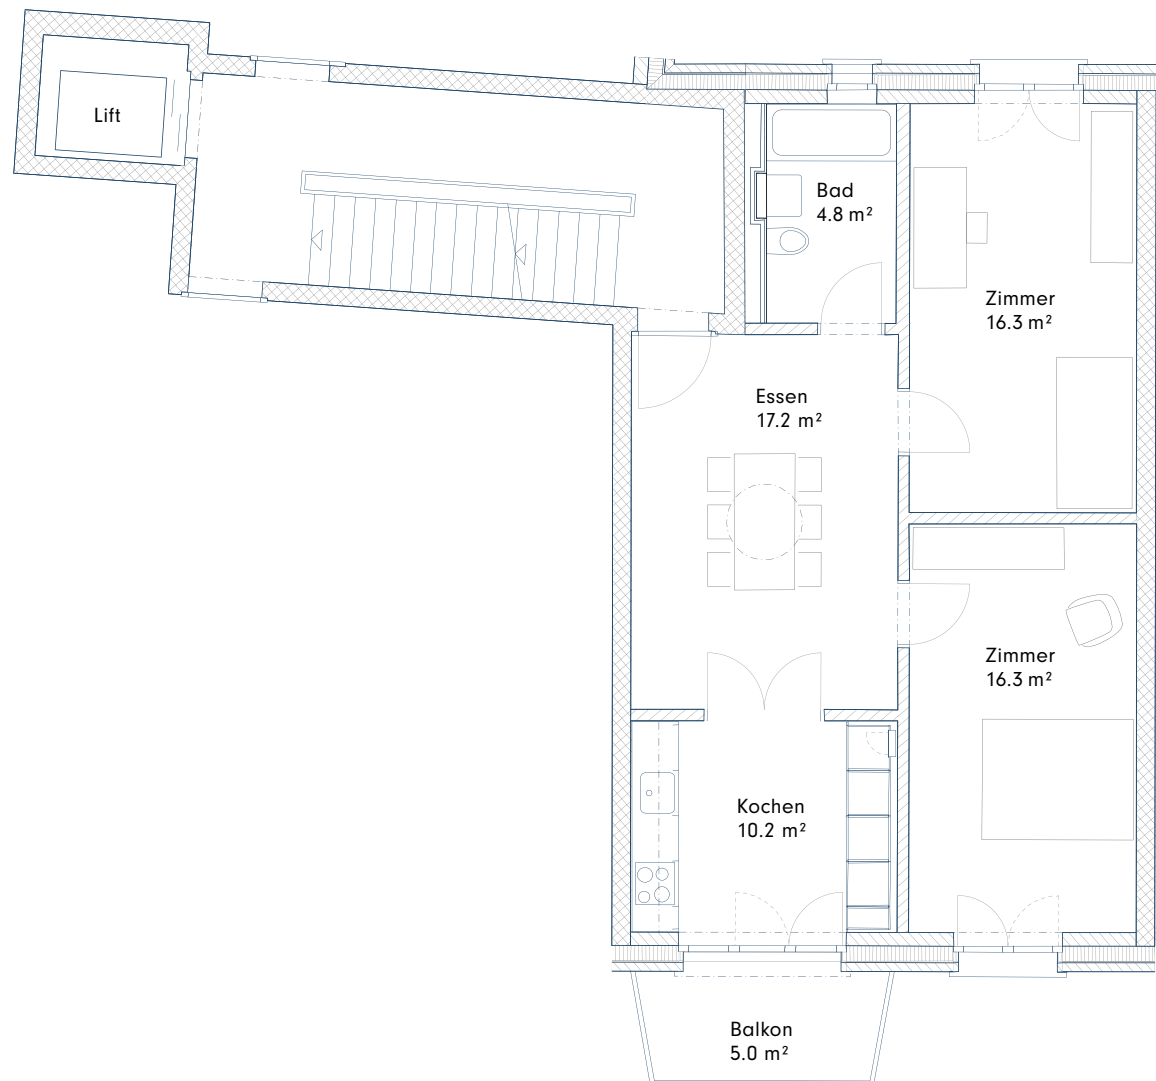 Lift
Bad
4.8 m²
Zimmer
16.3 m²
Essen
17.2 m²
Zimmer
16.3 m²
Kochen
10.2 m²
Balkon
5.0 m²